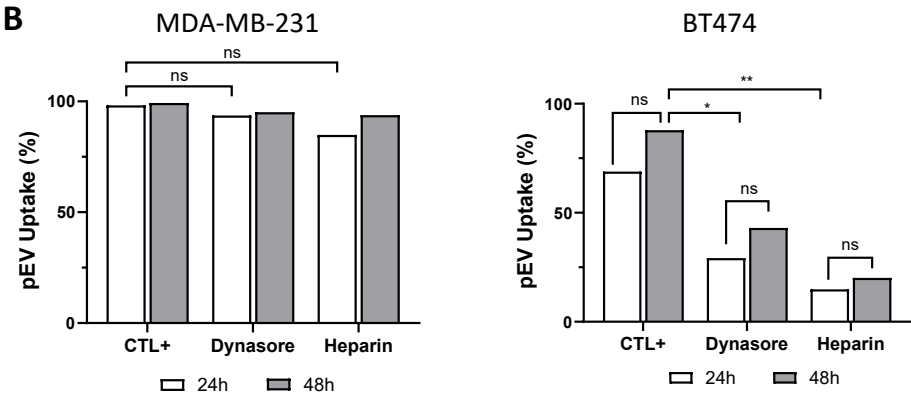 B
MDA-MB-231
ns
ns
pEV Uptake (%)
100
50
0
CTL+ Dynasore Heparin
24h 48h
BT474
**
ns *
ns
ns
pEV Uptake (%)
100
50
0
CTL+ Dynasore Heparin
24h 48h